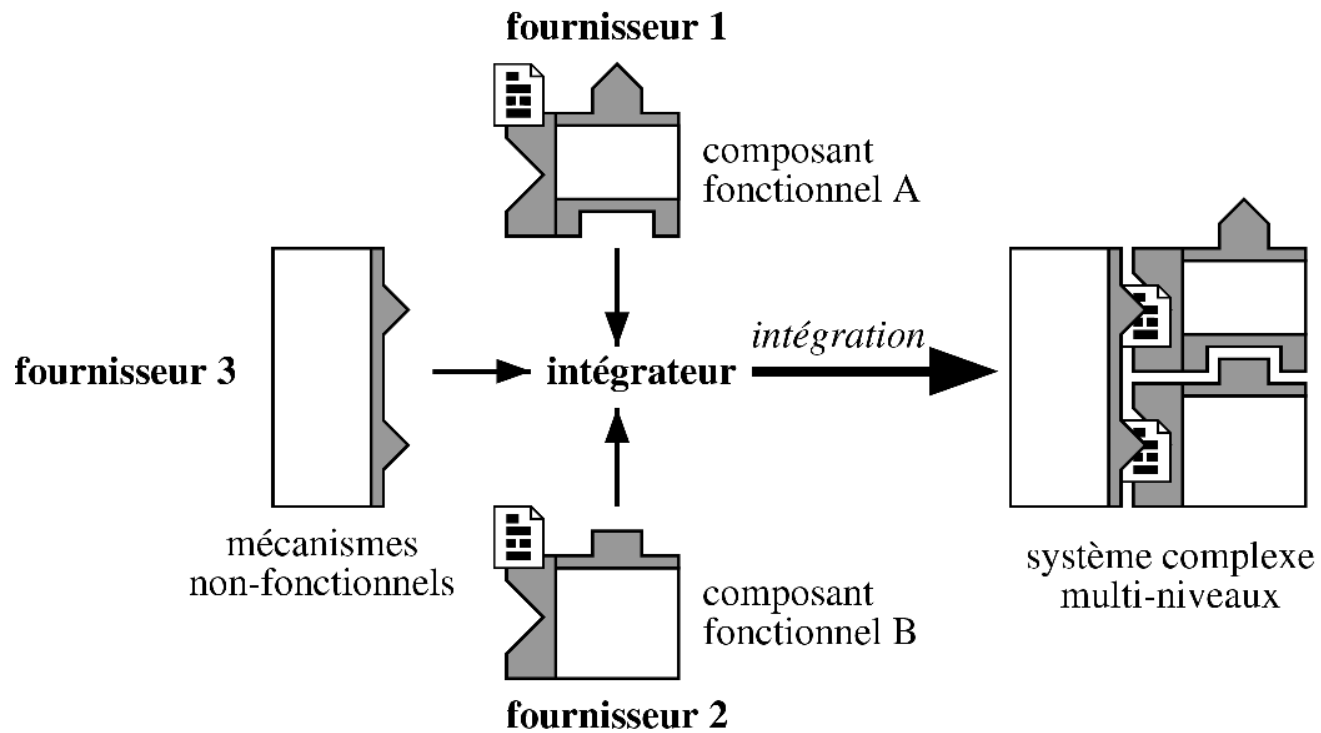 fournisseur 1
composant
fonctionnel A
fournisseur 3
intégrateur
intégration
mécanismes
non-fonctionnels
composant
fonctionnel B
fournisseur 2
système complexe
multi-niveaux